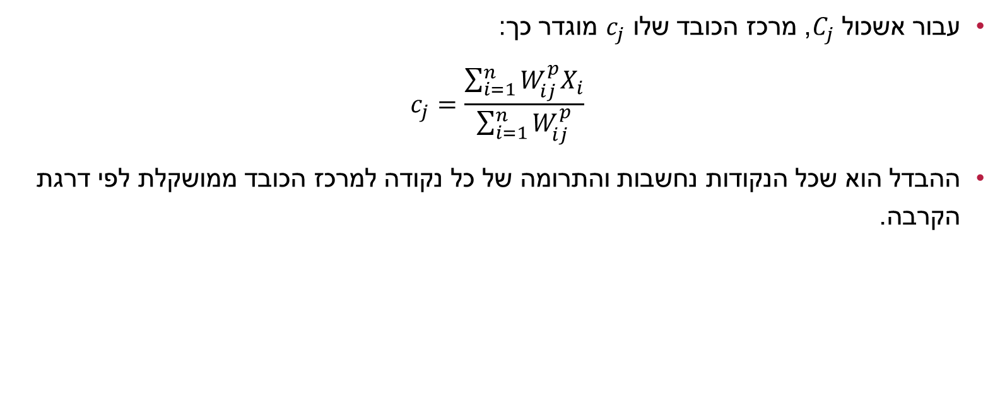 • עבור אשכול C_j, מרכז הכובד שלו c_j מוגדר כך:
c_j = \frac{\sum_{i=1}^{n} W_{ij}^{p} X_i}{\sum_{i=1}^{n} W_{ij}^{p}}
• ההבדל הוא שכל הנקודות נחשבות והתרומה של כל נקודה למרכז הכובד ממושקלת לפי דרגת
הקרבה.